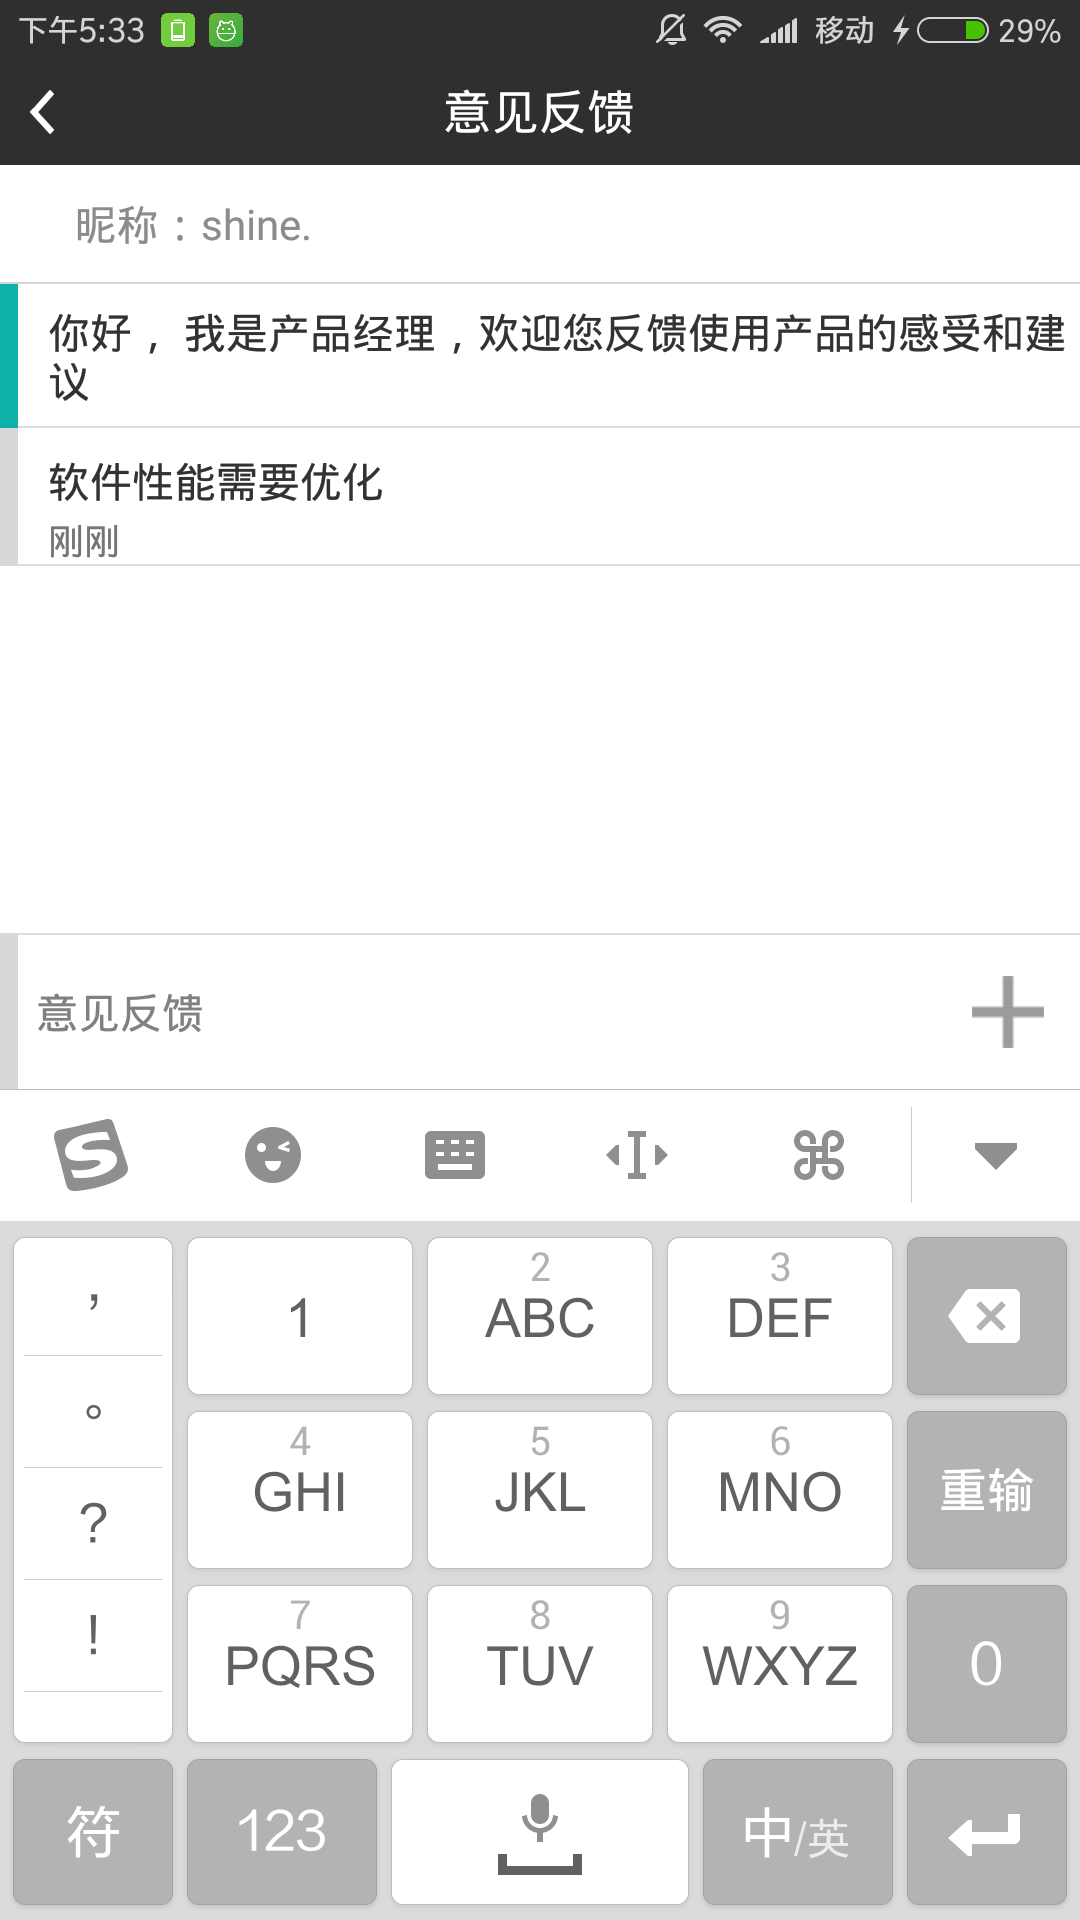 下午5:33 移动 29%
意见反馈
昵称：shine.
你好， 我是产品经理，欢迎您反馈使用产品的感受和建
议
软件性能需要优化
刚刚
意见反馈
，
1
2
ABC
3
DEF
。
4
GHI
5
JKL
6
MNO
重输
?
!
7
PQRS
8
TUV
9
WXYZ
0
符
123
中/英